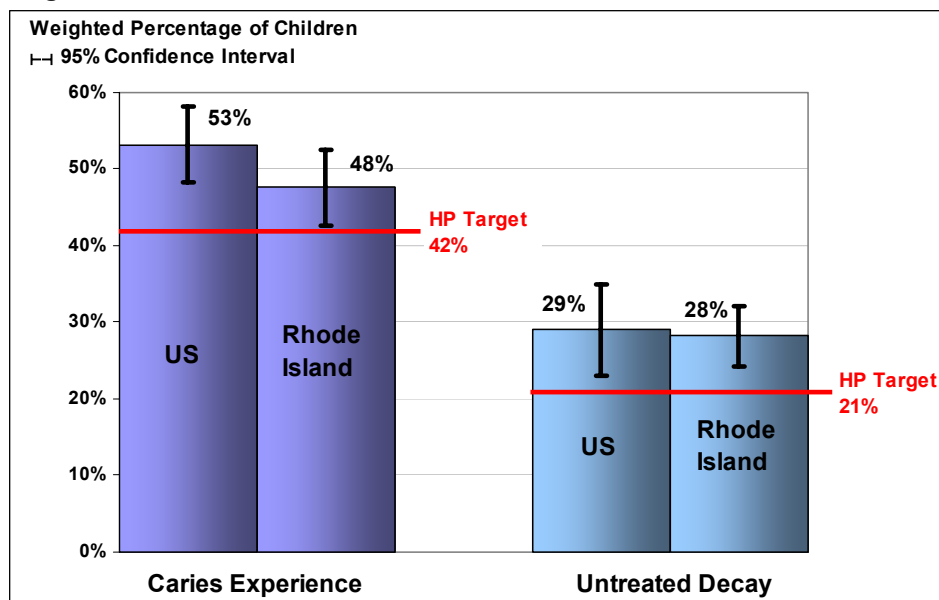 Weighted Percentage of Children
95% Confidence Interval
60%
50%
40%
30%
20%
10%
0%
53%
48%
HP Target
42%
US
Rhode
Island
29%
28%
HP Target
21%
US
Rhode
Island
Caries Experience
Untreated Decay